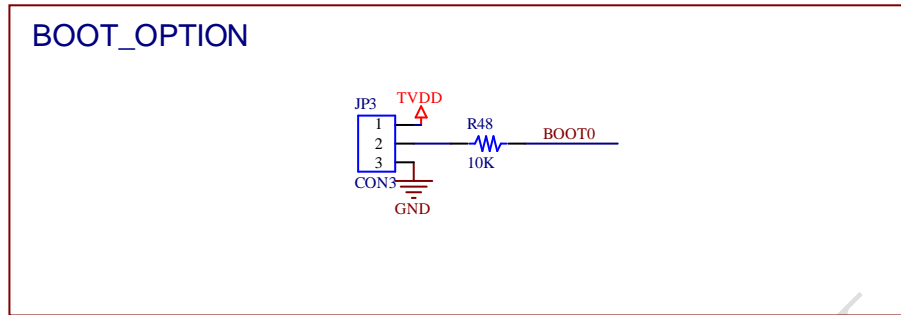 BOOT_OPTION
JP3
TVDD
1
2
3
R48
10K
BOOT0
CON3
GND